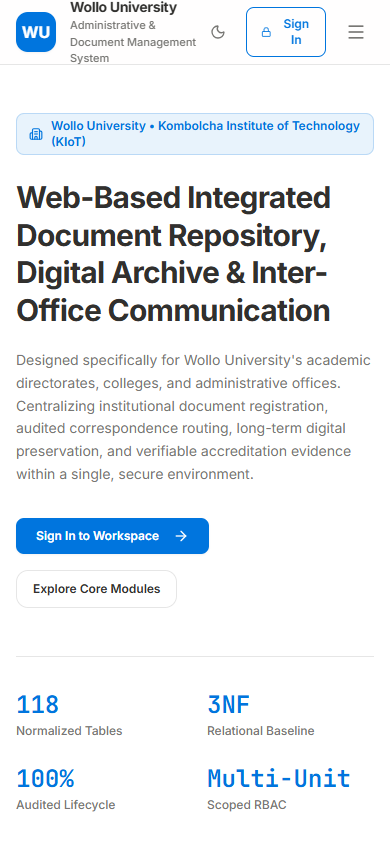 WU
Wollo University
Administrative &
Document Management
System
Sign
In
Wollo University • Kombolcha Institute of Technology
(KIoT)
Web-Based Integrated
Document Repository,
Digital Archive & Inter-
Office Communication
Designed specifically for Wollo University's academic
directorates, colleges, and administrative offices.
Centralizing institutional document registration,
audited correspondence routing, long-term digital
preservation, and verifiable accreditation evidence
within a single, secure environment.
Sign In to Workspace
Explore Core Modules
118
Normalized Tables
3NF
Relational Baseline
100%
Audited Lifecycle
Multi-Unit
Scoped RBAC